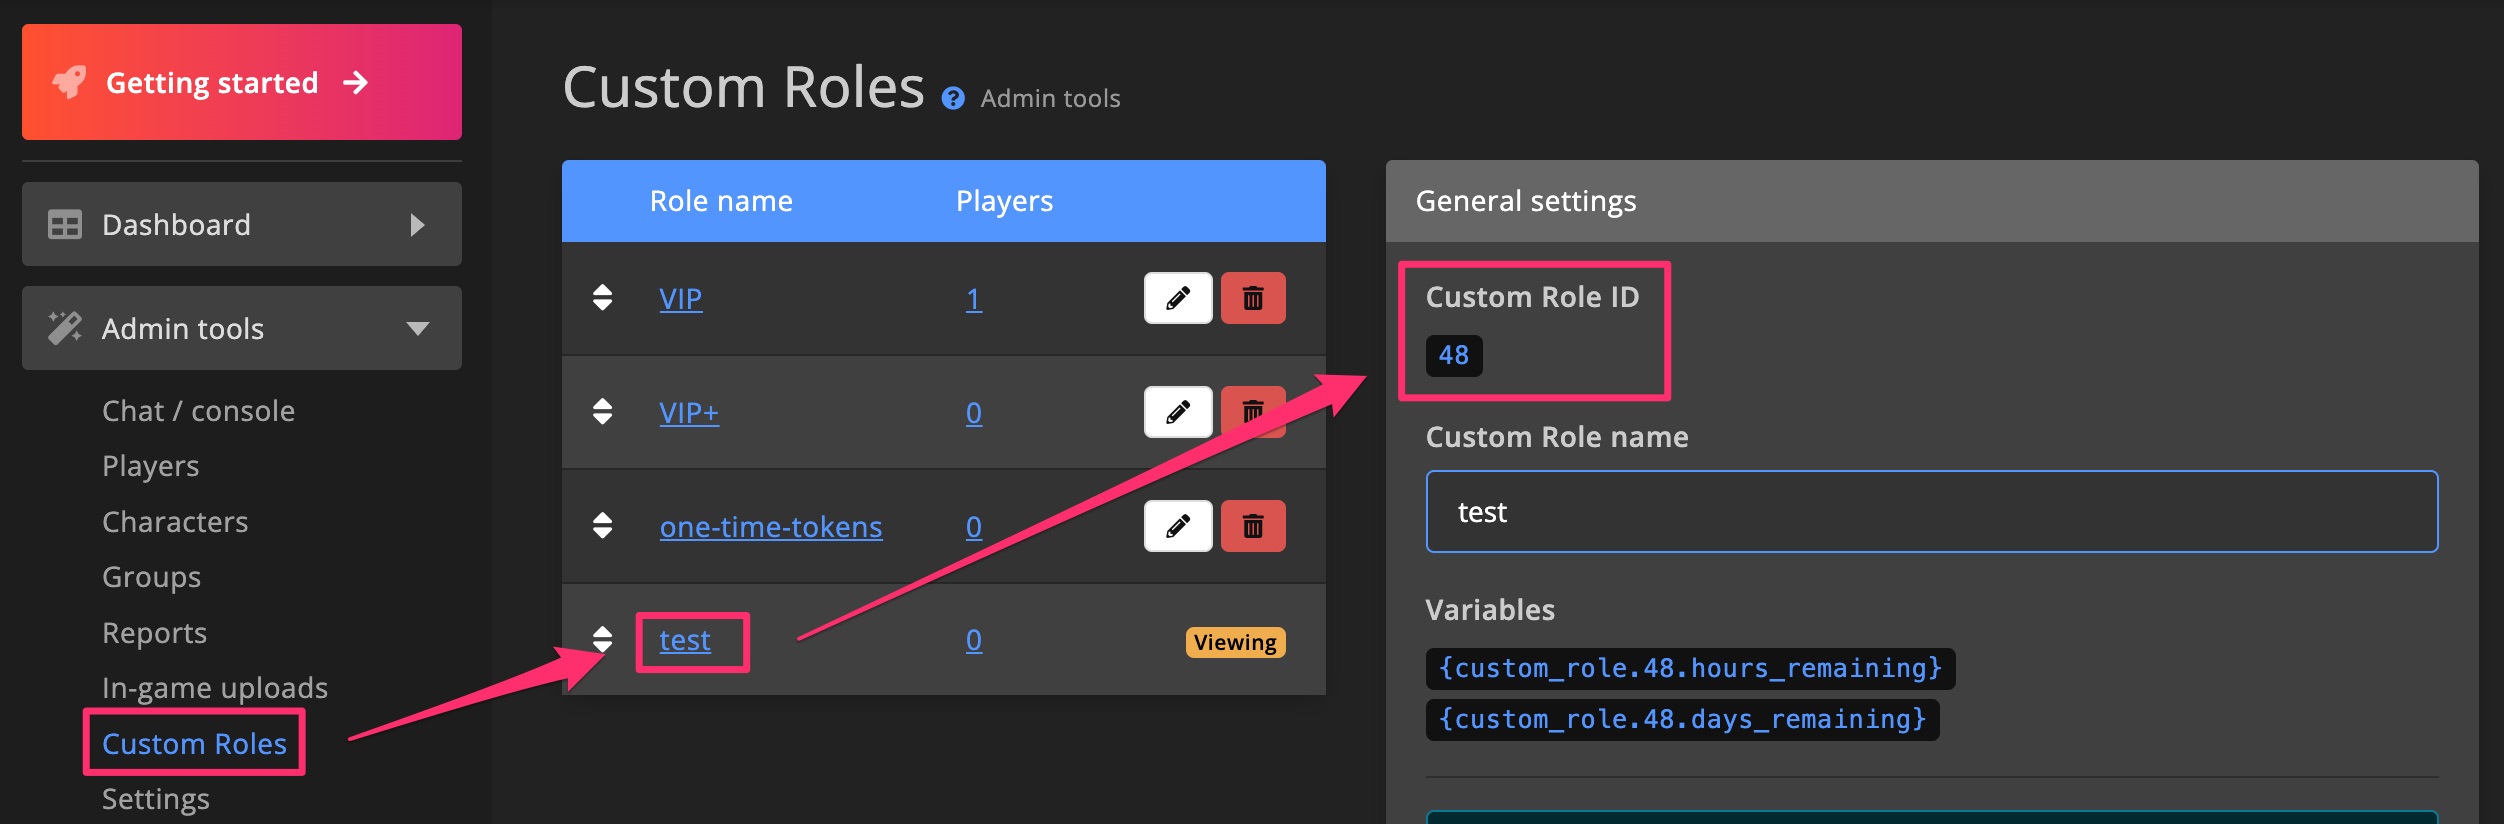 Getting started
Dashboard
Admin tools
Chat / console
Players
Characters
Groups
Reports
In-game uploads
Custom Roles
Settings
Custom Roles ? Admin tools
Role name Players
VIP 1
VIP+ 0
one-time-tokens 0
test 0 Viewing
General settings
Custom Role ID
48
Custom Role name
test
Variables
{custom_role.48.hours_remaining}
{custom_role.48.days_remaining}